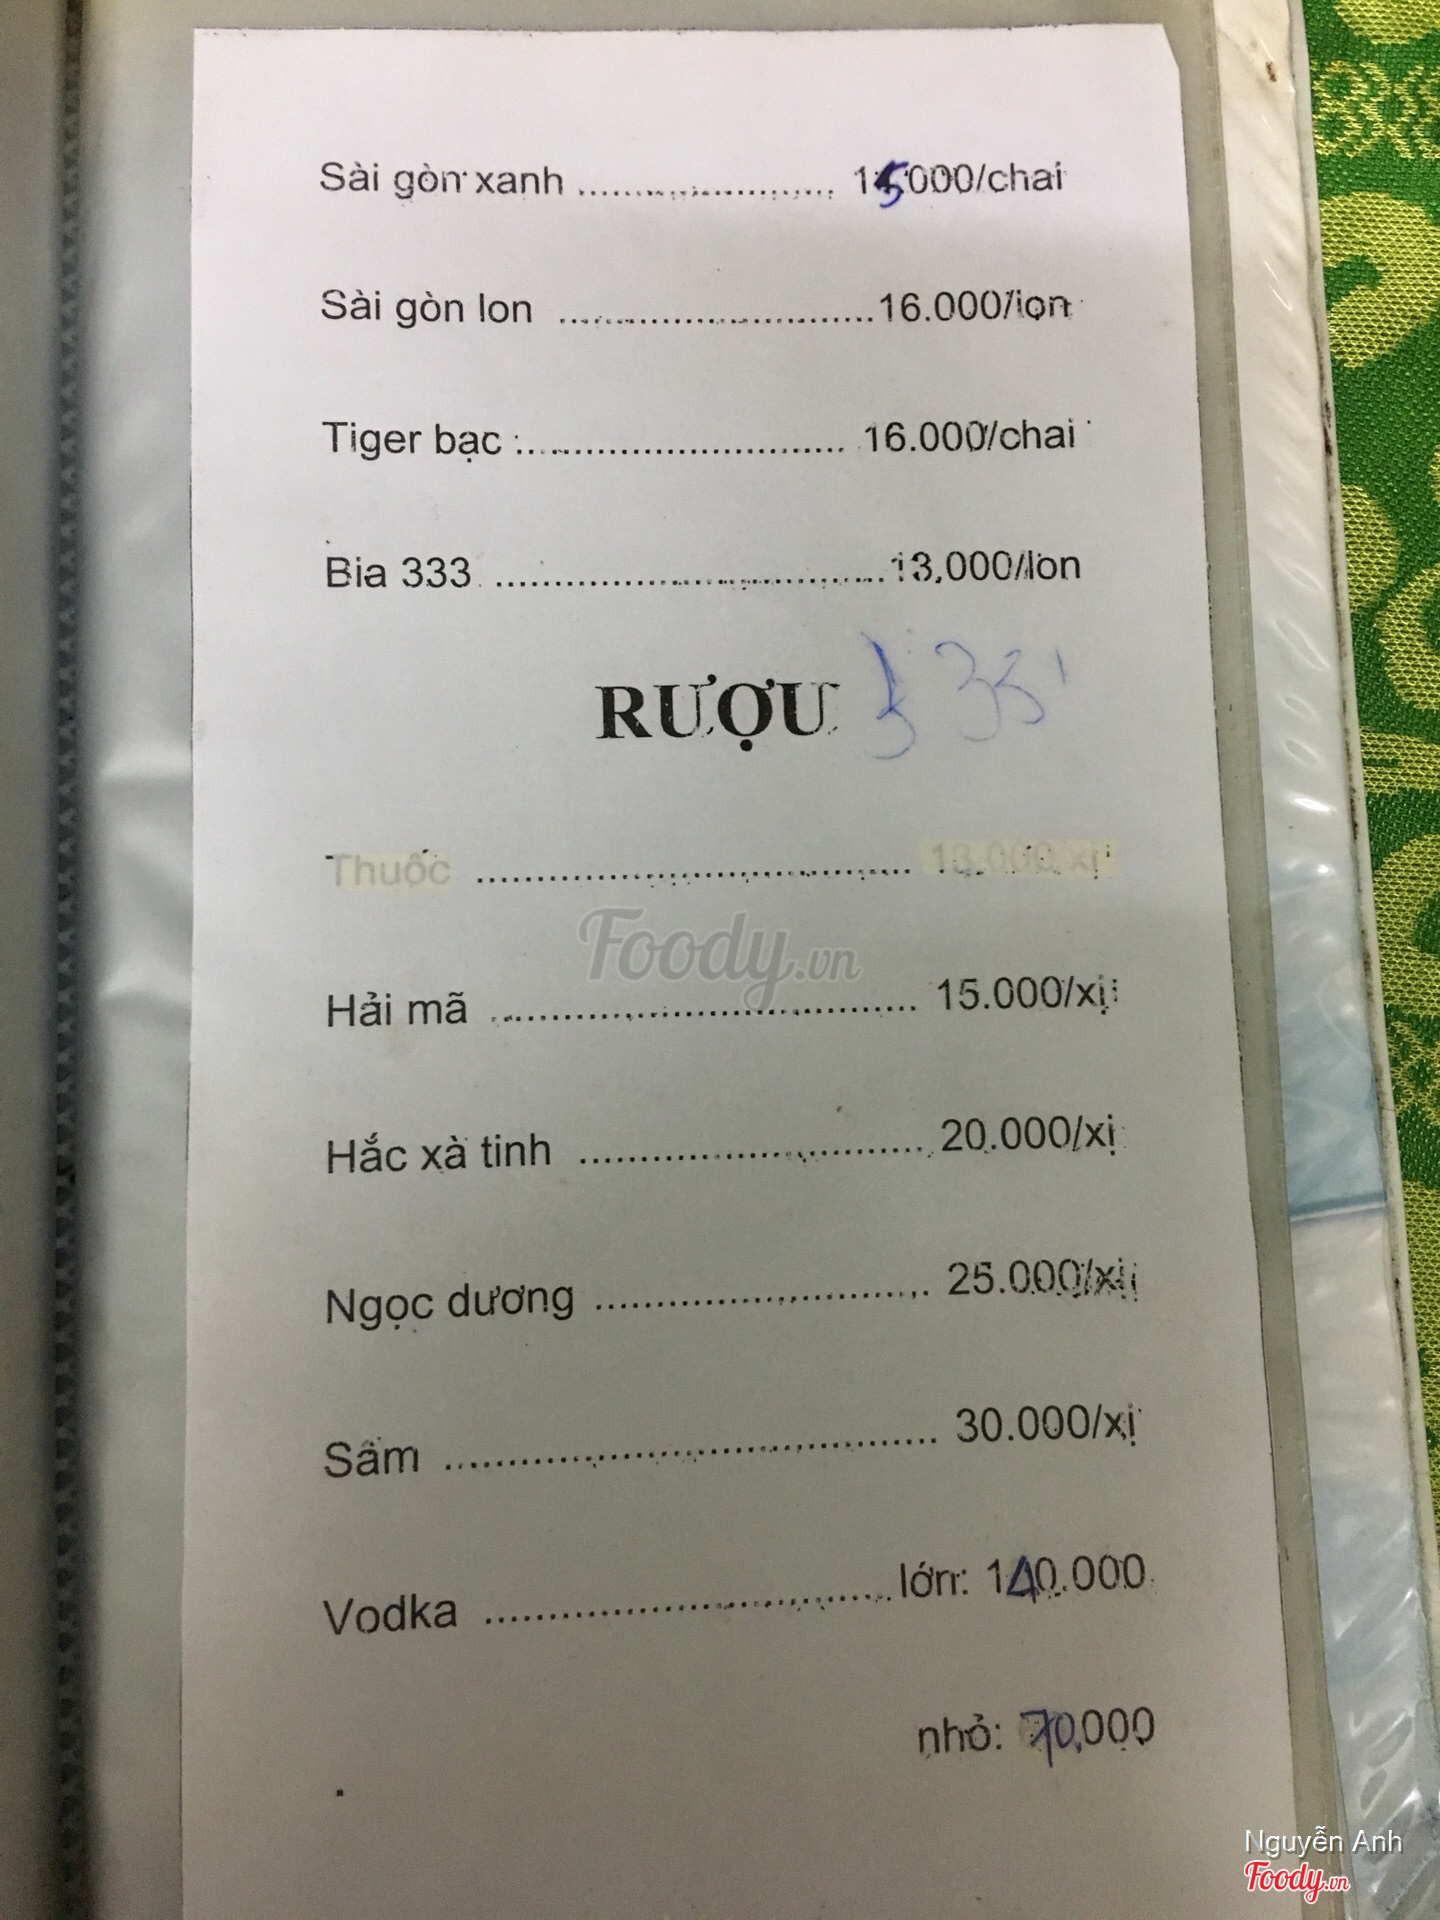 Sài gòn xanh ........................ 15.000/chai
Sài gòn lon ............................16.000/lon
Tiger bạc :............................ 16.000/chai
Bia 333 ..................................13.000/lon
RƯỢU
Thuốc ..................................... 13.000/xị
Foody.vn
Hải mã ..................................... 15.000/xị
Hắc xà tinh .............................. 20.000/xị
Ngọc dương ............................. 25.000/xị
Sâm ........................................ 30.000/xị
Vodka ................................... lớn: 140.000
nhỏ: 70,000
Nguyễn Anh
Foody.vn